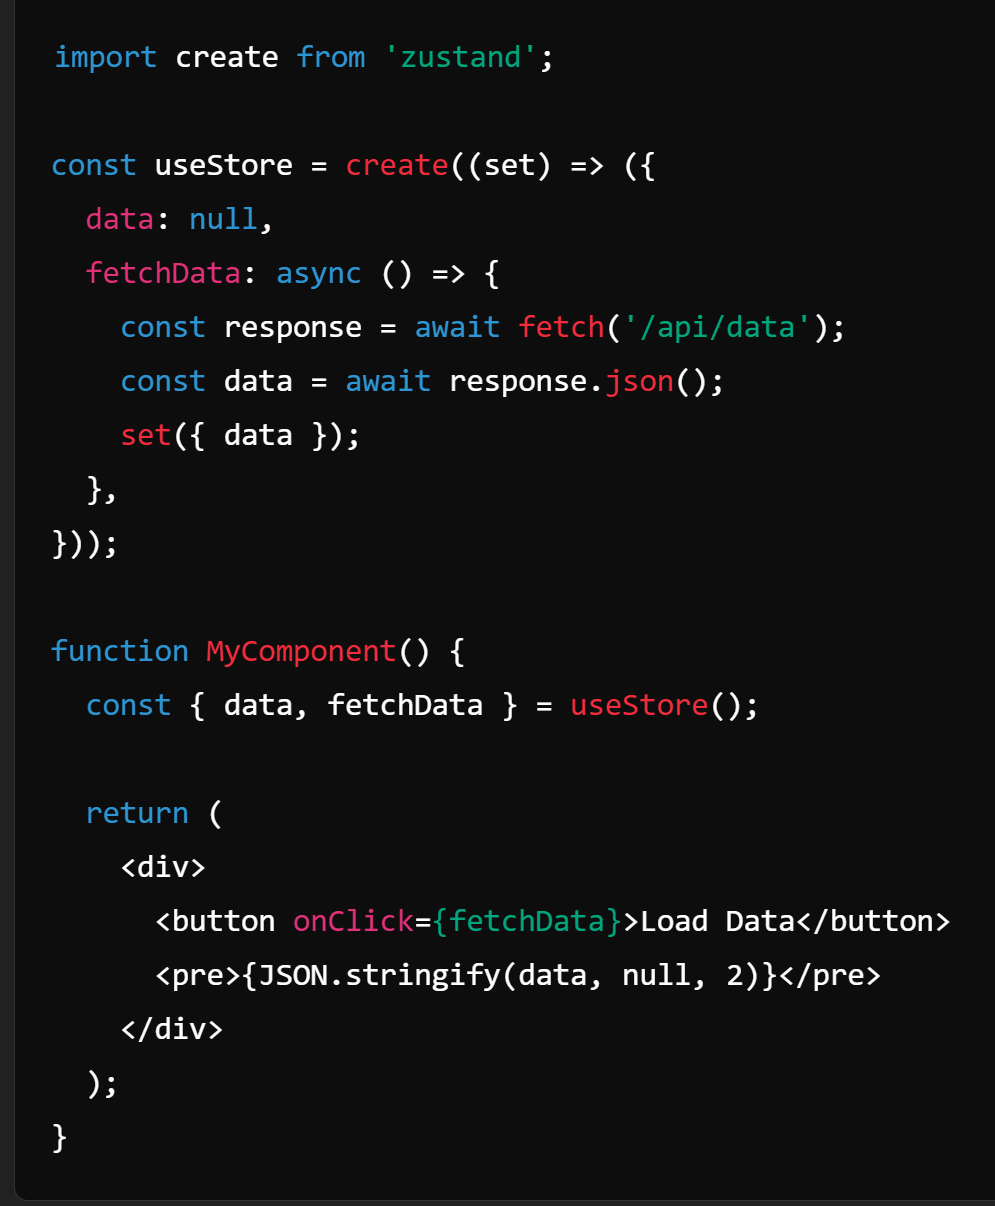 import create from 'zustand';
const useStore = create((set) => ({
  data: null,
  fetchData: async () => {
    const response = await fetch('/api/data');
    const data = await response.json();
    set({ data });
  },
}));
function MyComponent() {
  const { data, fetchData } = useStore();
  return (
    <div>
      <button onClick={fetchData}>Load Data</button>
      <pre>{JSON.stringify(data, null, 2)}</pre>
    </div>
  );
}